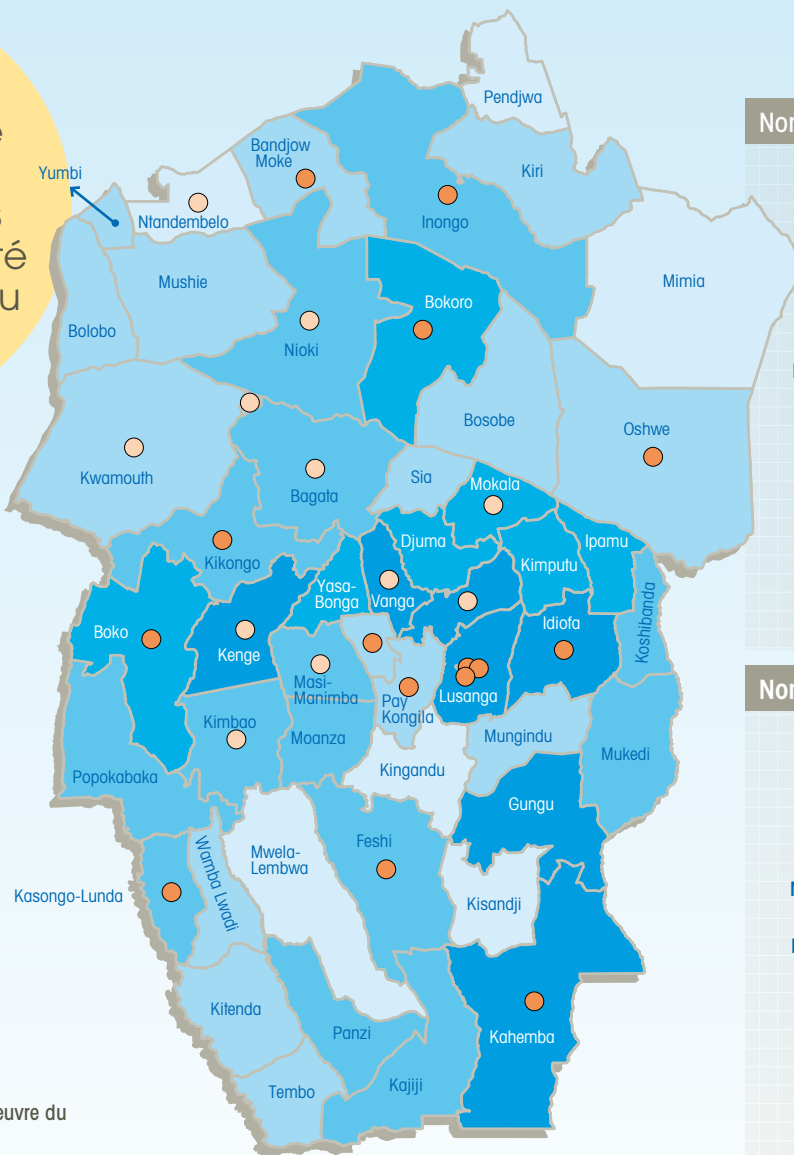 Pendjwa
Nor
Bandjow
Moke
Kiri
Yumbi
Ntandembelo
Inongo
té
u
Mushie
Mimia
Bokoro
Bolobo
Nioki
Bosobe
Oshwe
Kwamouth
Bagata
Sia
Mokala
Djuma
Ipamu
Kimputu
Kikongo
Yasa-
Bonga
Vanga
Koshibanda
Boko
Idiofa
Kenge
Masi-
Manimba
Lusanga
Pay
Kongila
Nor
Kimbao
Moanza
Mungindu
Mukedi
Kingandu
Popokabaka
Gungu
Feshi
Mwela-
Lembwa
Wamba Lwadi
Kasongo-Lunda
Kisandji
Kitenda
Panzi
Kahemba
Kajiji
Tembo
euvre du